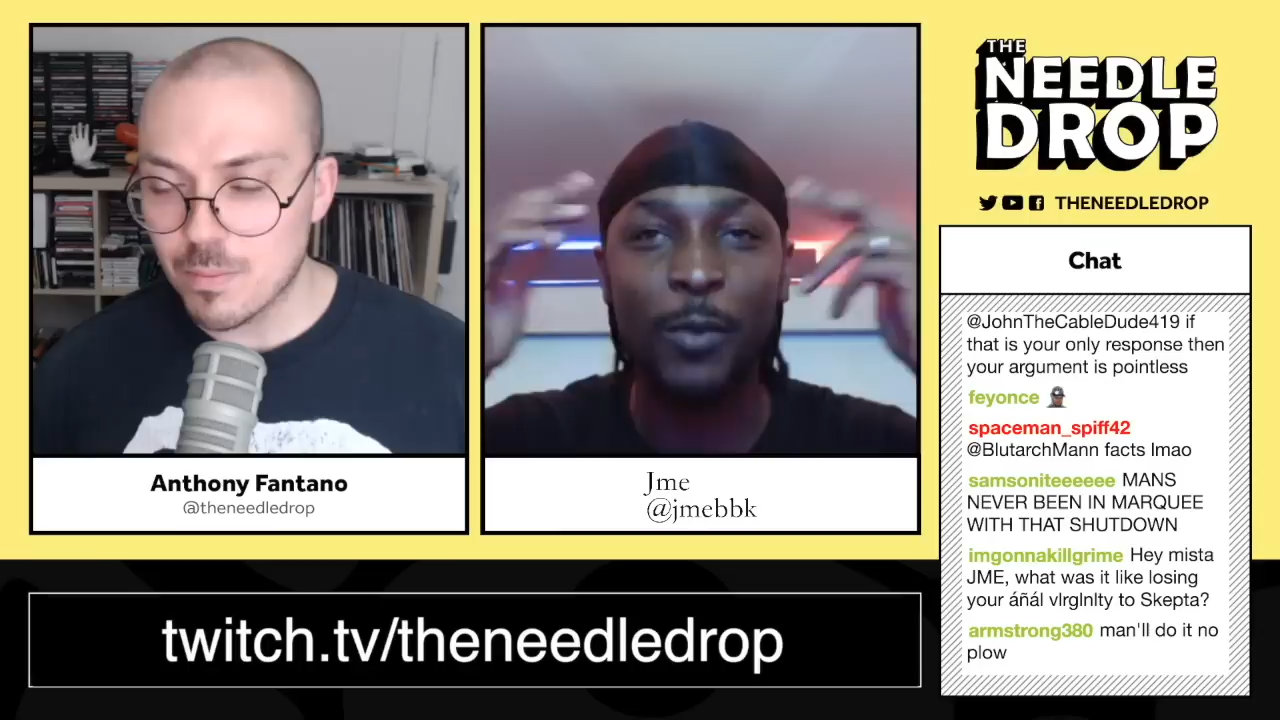 THE
NEEDLE
DROP
THENEEDLEDROP
Chat
@JohnTheCableDude419 if
that is your only response then
your argument is pointless
feyonce
spaceman_spiff42
@BlutarchMann facts lmao
samsoniteeeeee MANS
NEVER BEEN IN MARQUEE
WITH THAT SHUTDOWN
imgonnakillgrime Hey mista
JME, what was it like losing
your áñál vIrgInIty to Skepta?
armstrong380 man'll do it no
plow
Anthony Fantano
@theneedledrop
Jme
@jmebbk
twitch.tv/theneedledrop